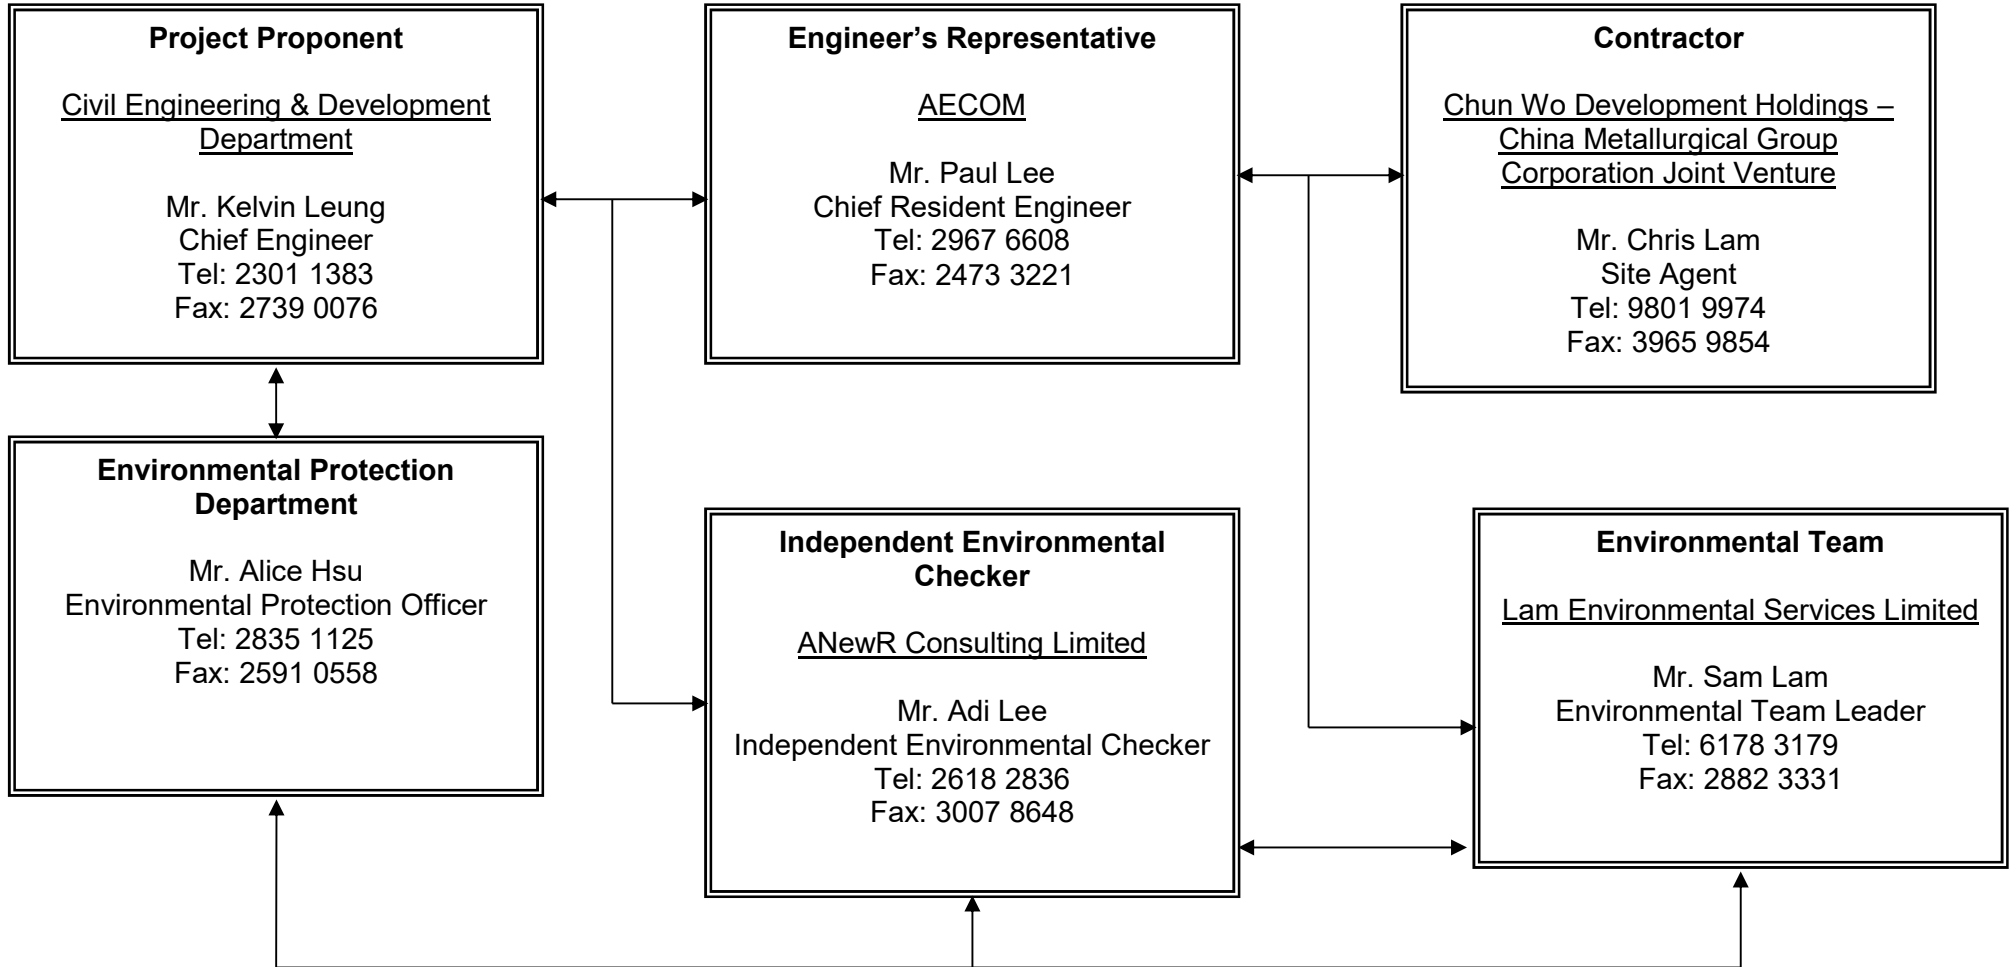 Project Proponent
Civil Engineering & Development
Department
Mr. Kelvin Leung
Chief Engineer
Tel: 2301 1383
Fax: 2739 0076
Engineer’s Representative
AECOM
Mr. Paul Lee
Chief Resident Engineer
Tel: 2967 6608
Fax: 2473 3221
Contractor
Chun Wo Development Holdings –
China Metallurgical Group
Corporation Joint Venture
Mr. Chris Lam
Site Agent
Tel: 9801 9974
Fax: 3965 9854
Environmental Protection
Department
Mr. Alice Hsu
Environmental Protection Officer
Tel: 2835 1125
Fax: 2591 0558
Independent Environmental
Checker
ANewR Consulting Limited
Mr. Adi Lee
Independent Environmental Checker
Tel: 2618 2836
Fax: 3007 8648
Environmental Team
Lam Environmental Services Limited
Mr. Sam Lam
Environmental Team Leader
Tel: 6178 3179
Fax: 2882 3331